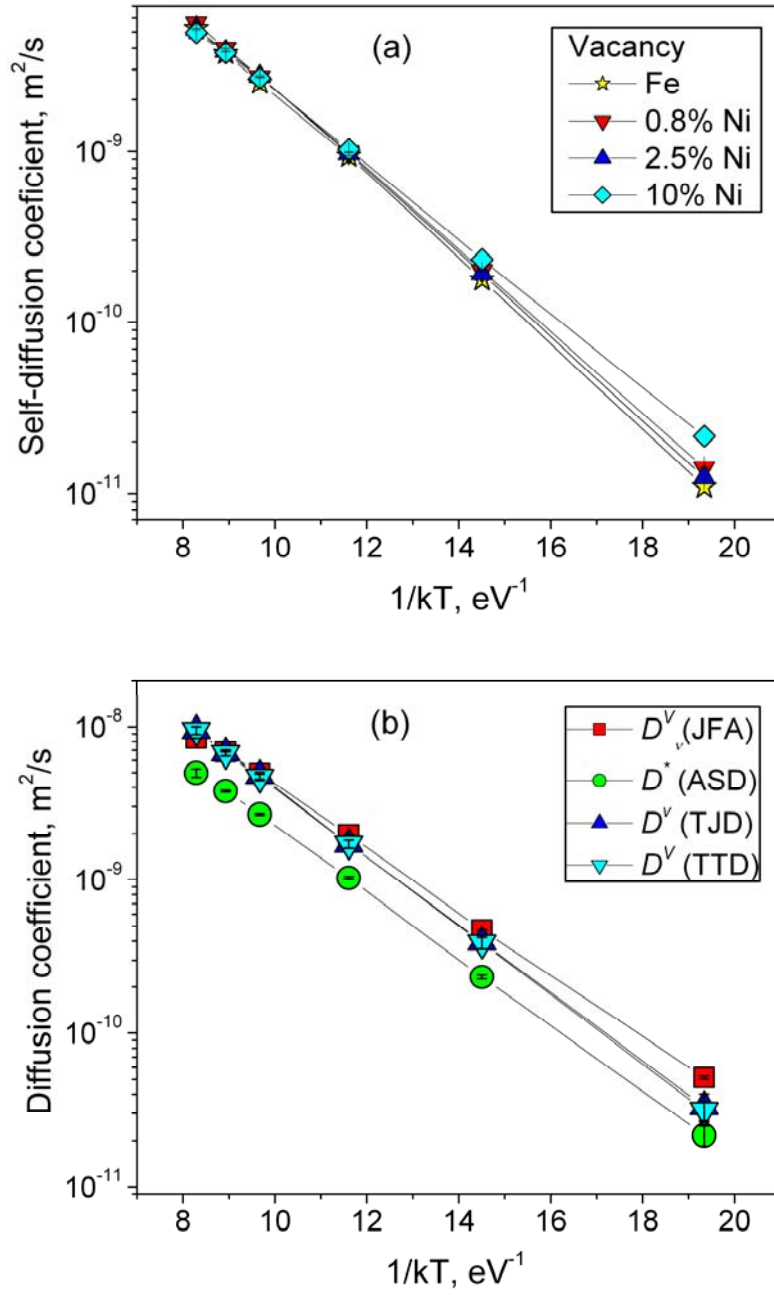 (a)
Vacancy
Fe
0.8% Ni
2.5% Ni
10% Ni
Self-diffusion coeficient, m²/s
10⁻⁹
10⁻¹⁰
10⁻¹¹
8 10 12 14 16 18 20
1/kT, eV⁻¹
(b)
Dⱽᵥ(JFA)
D* (ASD)
Dᵛ (TJD)
Dⱽ (TTD)
Diffusion coefficient, m²/s
10⁻⁸
10⁻⁹
10⁻¹⁰
10⁻¹¹
8 10 12 14 16 18 20
1/kT, eV⁻¹